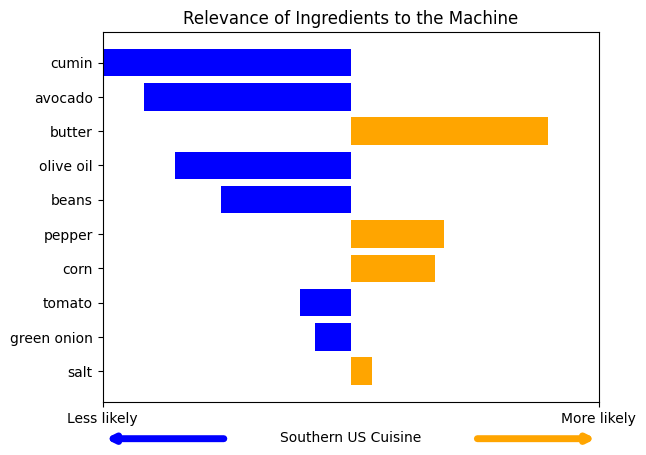 Relevance of Ingredients to the Machine
cumin
avocado
butter
olive oil
beans
pepper
corn
tomato
green onion
salt
Less likely
More likely
Southern US Cuisine